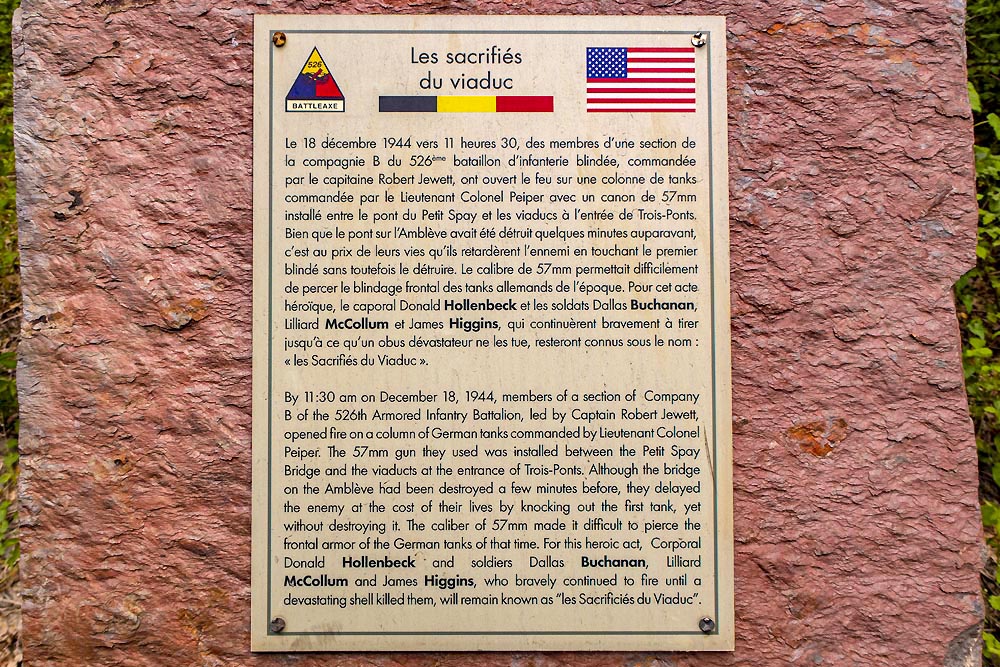 Les sacrifiés
du viaduc
526
BATTLEAXE
Le 18 décembre 1944 vers 11 heures 30, des membres d'une section de
la compagnie B du 526ème bataillon d'infanterie blindée, commandée
par le capitaine Robert Jewett, ont ouvert le feu sur une colonne de tanks
commandée par le Lieutenant Colonel Peiper avec un canon de 57mm
installé entre le pont du Petit Spay et les viaducs à l'entrée de Trois-Ponts.
Bien que le pont sur l'Amblève avait été détruit quelques minutes auparavant,
c'est au prix de leurs vies qu'ils retardèrent l'ennemi en touchant le premier
blindé sans toutefois le détruire. Le calibre de 57mm permettait difficilement
de percer le blindage frontal des tanks allemands de l'époque. Pour cet acte
héroïque, le caporal Donald Hollenbeck et les soldats Dallas Buchanan,
Lilliard McCollum et James Higgins, qui continuèrent bravement à tirer
jusqu'à ce qu'un obus dévastateur ne les tue, resteront connus sous le nom :
« les Sacrifiés du Viaduc ».
By 11:30 am on December 18, 1944, members of a section of Company
B of the 526th Armored Infantry Battalion, led by Captain Robert Jewett,
opened fire on a column of German tanks commanded by Lieutenant Colonel
Peiper. The 57mm gun they used was installed between the Petit Spay
Bridge and the viaducts at the entrance of Trois-Ponts. Although the bridge
on the Amblève had been destroyed a few minutes before, they delayed
the enemy at the cost of their lives by knocking out the first tank, yet
without destroying it. The caliber of 57mm made it difficult to pierce the
frontal armor of the German tanks of that time. For this heroic act, Corporal
Donald Hollenbeck and soldiers Dallas Buchanan, Lilliard
McCollum and James Higgins, who bravely continued to fire until a
devastating shell killed them, will remain known as "les Sacrificiés du Viaduc".